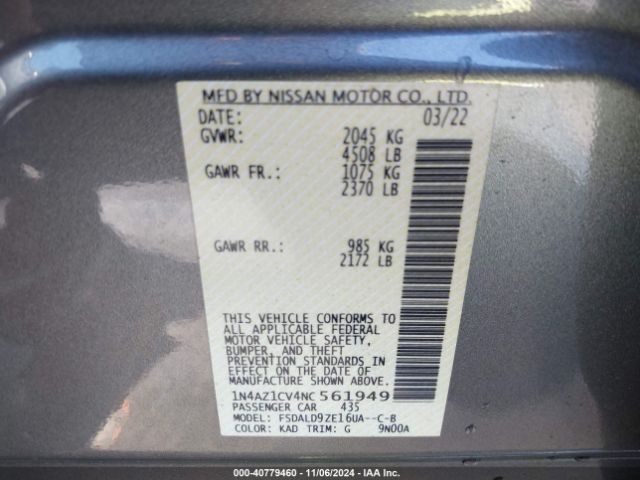 MFD BY NISSAN MOTOR CO., LTD.
DATE: 03/22
GVWR: 2045 KG
4508 LB
GAWR FR.: 1075 KG
2370 LB
GAWR RR.: 985 KG
2172 LB
THIS VEHICLE CONFORMS TO
ALL APPLICABLE FEDERAL
MOTOR VEHICLE SAFETY,
BUMPER, AND THEFT
PREVENTION STANDARDS IN
EFFECT ON THE DATE OF
MANUFACTURE SHOWN ABOVE.
1N4AZ1CV4NC561949
PASSENGER CAR 435
MODEL: FSDALD9ZE16UA--C-B
COLOR: KAD TRIM: G 9N00A
000-40779460 - 11/06/2024 - IAA Inc.